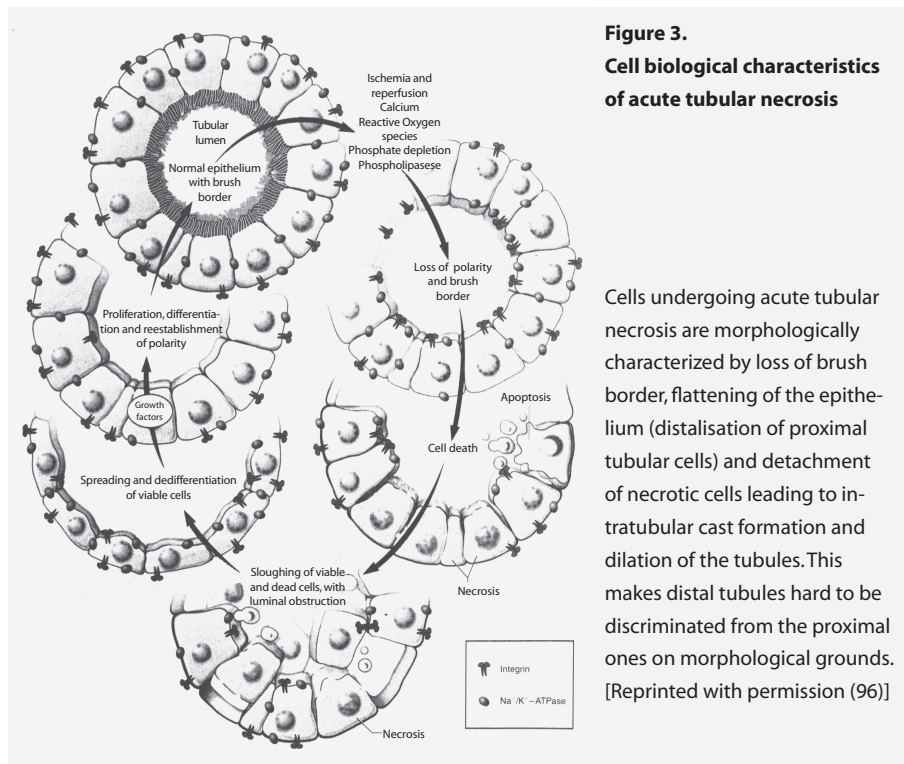 Figure 3.
Cell biological characteristics
of acute tubular necrosis
Cells undergoing acute tubular
necrosis are morphologically
characterized by loss of brush
border, flattening of the epithe-
lium (distalisation of proximal
tubular cells) and detachment
of necrotic cells leading to in-
tratubular cast formation and
dilation of the tubules. This
makes distal tubules hard to be
discriminated from the proximal
ones on morphological grounds.
[Reprinted with permission (96)]
Tubular
lumen
Normal epithelium
with brush
border
Ischemia and
reperfusion
Calcium
Reactive Oxygen
species
Phosphate depletion
Phospholipasese
Loss of polarity
and brush
border
Apoptosis
Cell death
Necrosis
Sloughing of viable
and dead cells, with
luminal obstruction
Necrosis
Spreading and dedifferentiation
of viable cells
Growth
factors
Proliferation, differentia-
tion and reestablishment
of polarity
Integrin
Na⁺/K⁺–ATPase